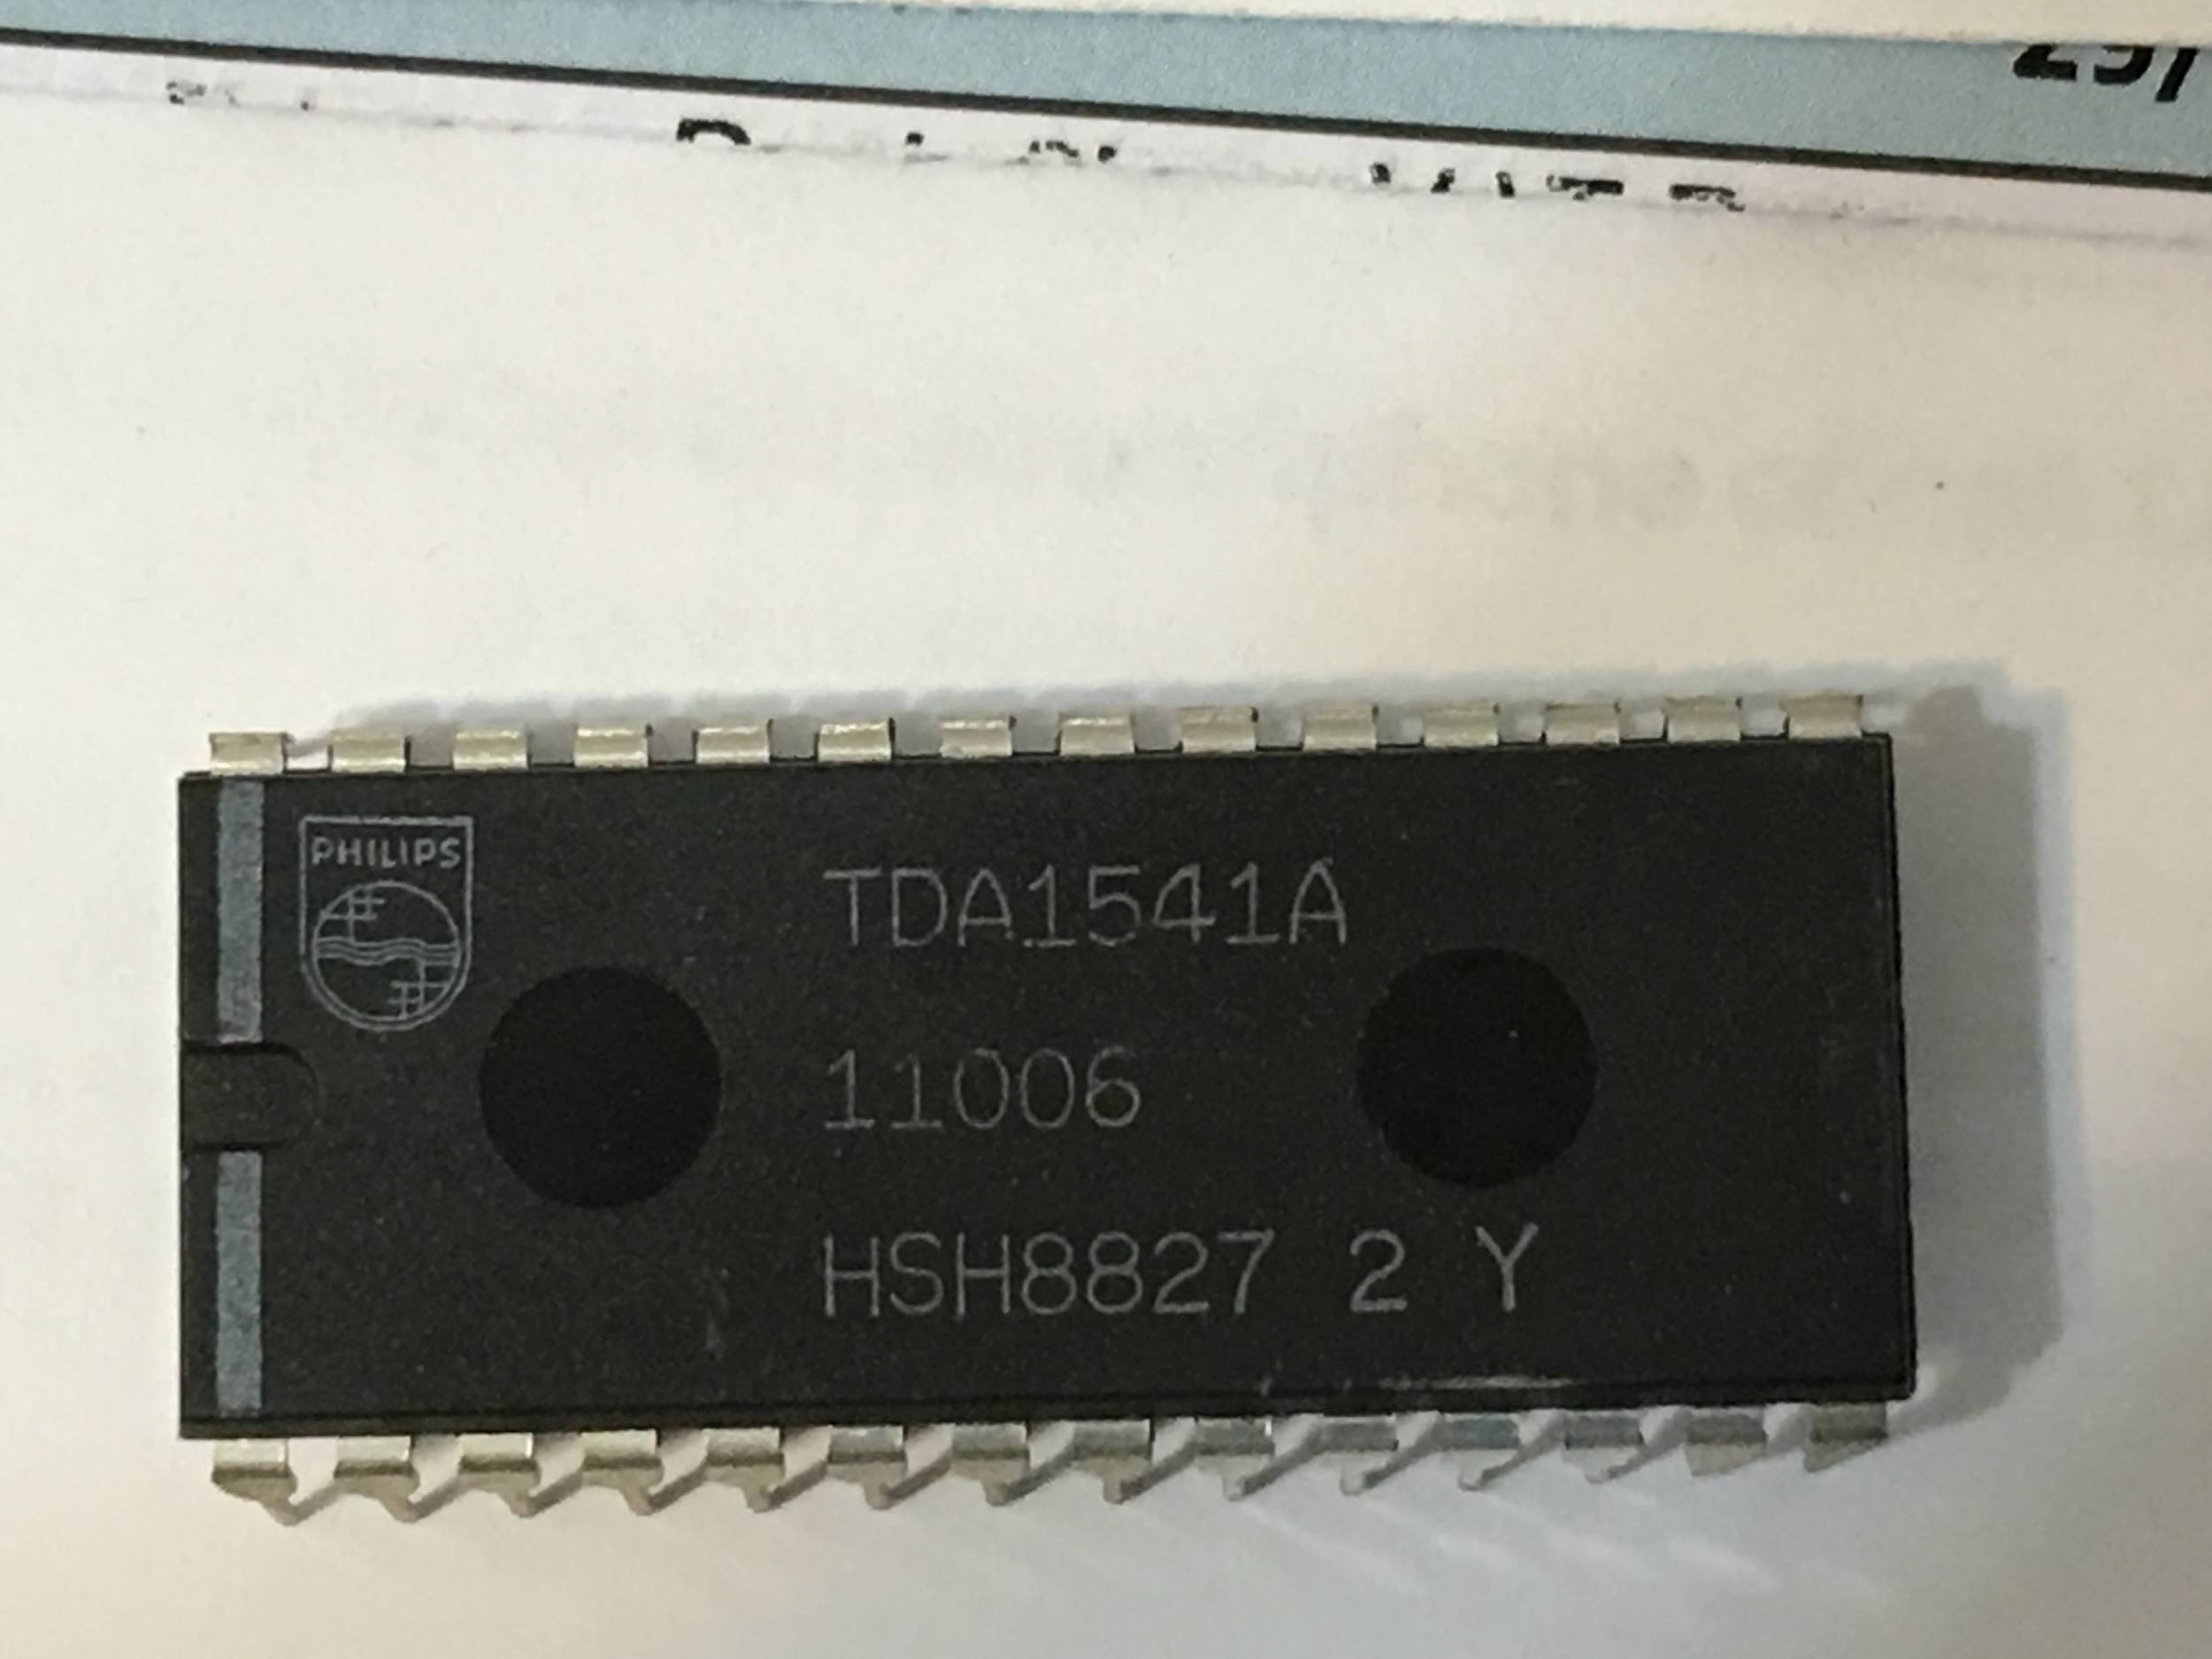 PHILIPS
TDA1541A
11006
HSH8827 2 Y